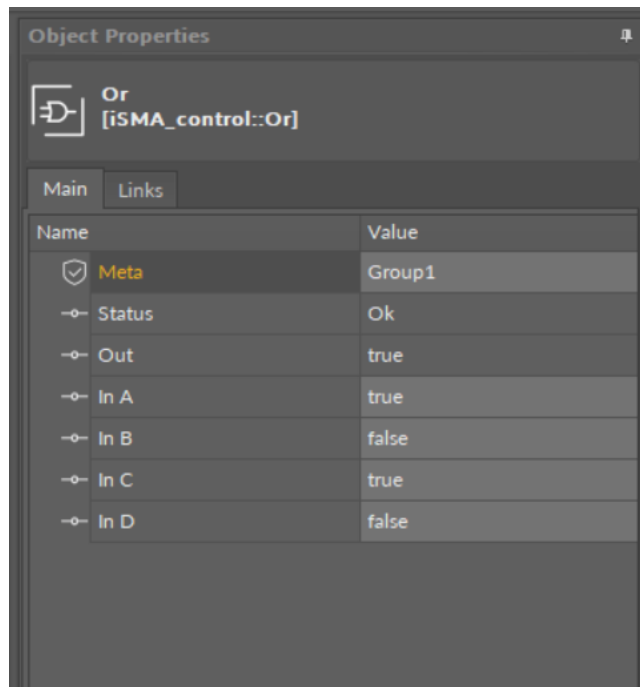 Object Properties
Or
[iSMA_control::Or]
Main Links
Name Value
Meta Group1
Status Ok
Out true
In A true
In B false
In C true
In D false